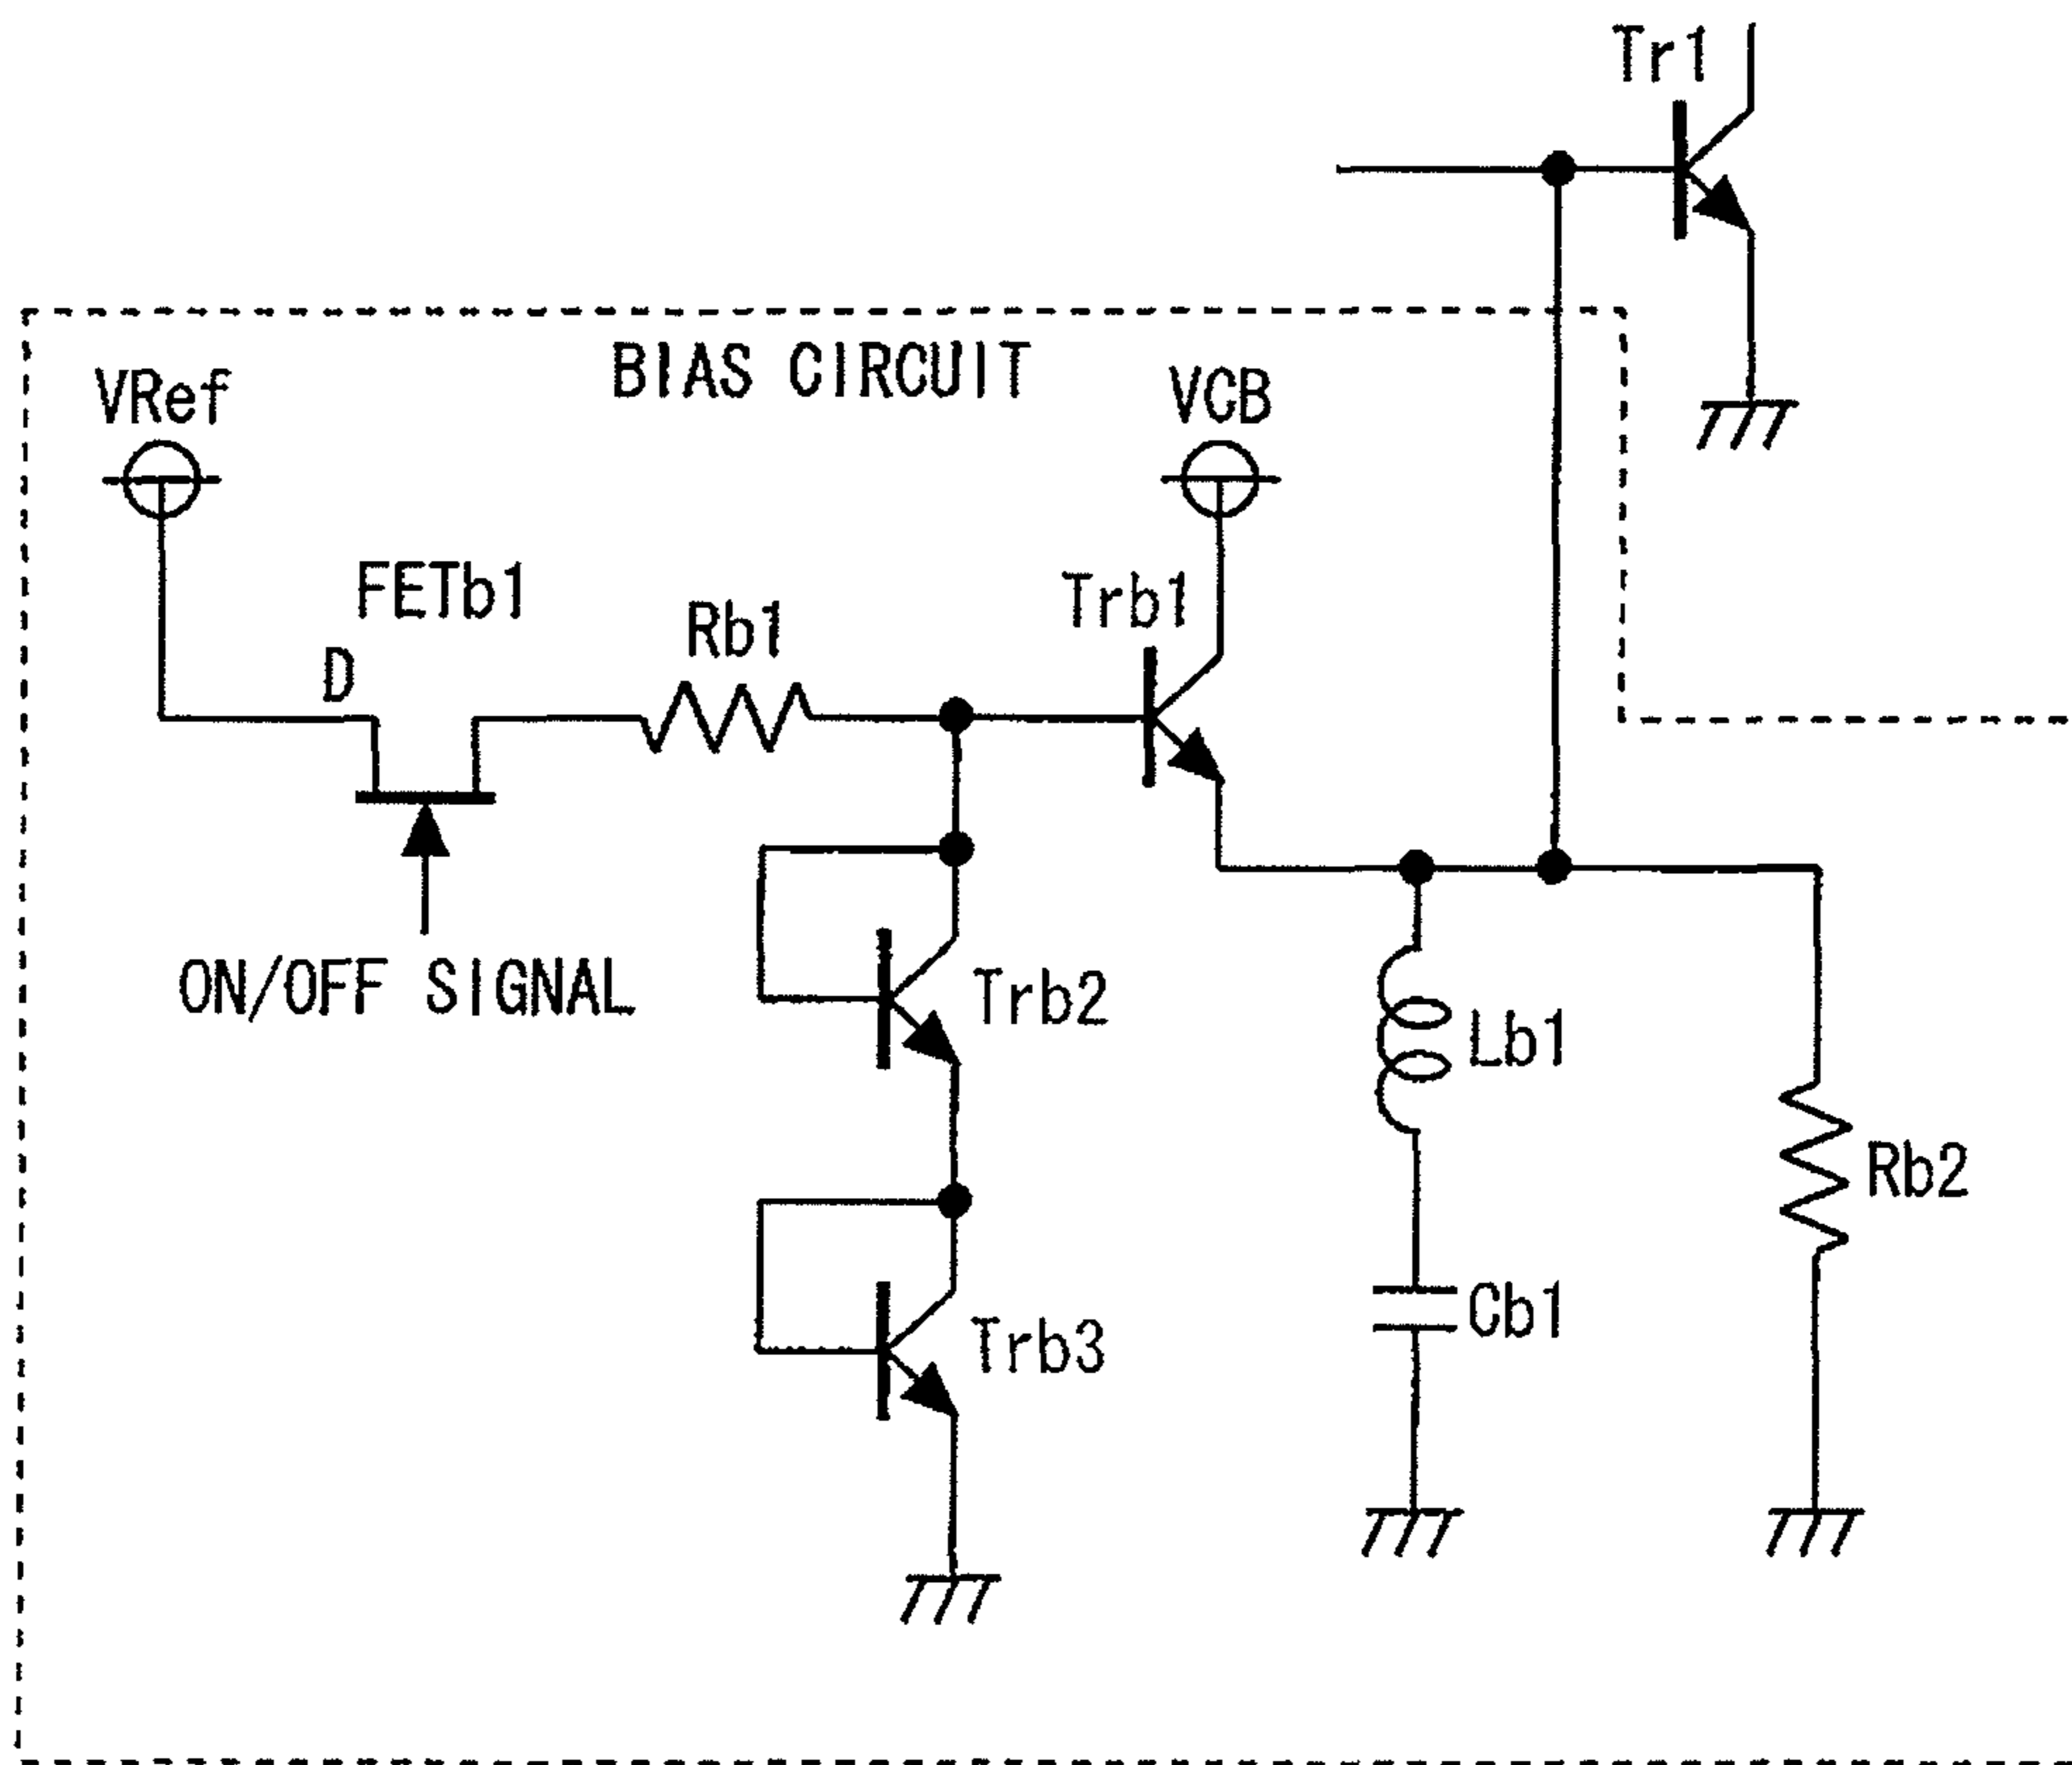 Tr1
BIAS CIRCUIT
VRef
VCB
FETb1
Rb1
Trb1
D
ON/OFF SIGNAL
Trb2
Lb1
Rb2
Cb1
Trb3